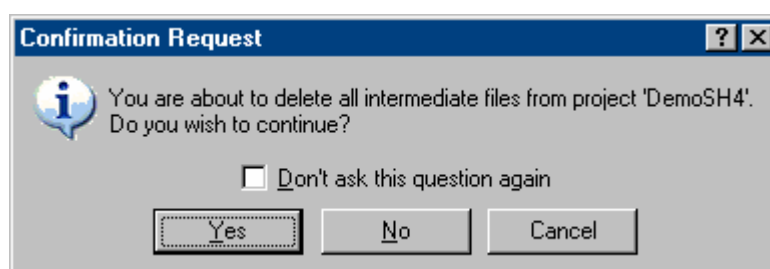 Confirmation Request
You are about to delete all intermediate files from project 'DemoSH4'.
Do you wish to continue?
Don't ask this question again
Yes No Cancel